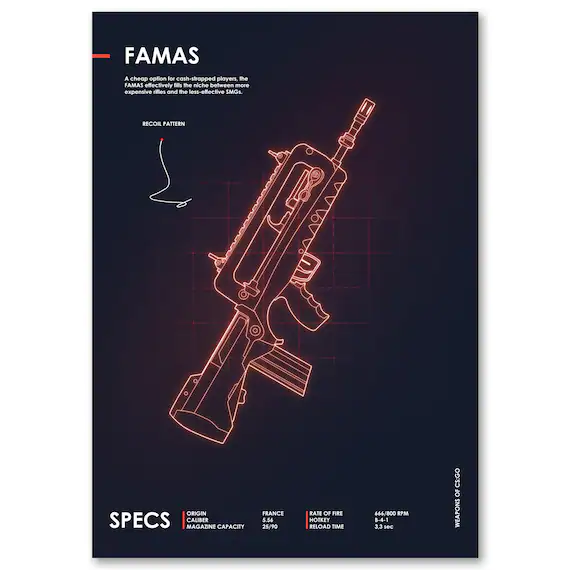 FAMAS
A cheap option for cash-strapped players, the
FAMAS effectively fills the niche between more
expensive rifles and the less-effective SMGs.
RECOIL PATTERN
WEAPONS OF CS:GO
SPECS
ORIGIN FRANCE
CALIBER 5.56
MAGAZINE CAPACITY 25/90
RATE OF FIRE 666/800 RPM
HOTKEY B-4-1
RELOAD TIME 3,3 sec